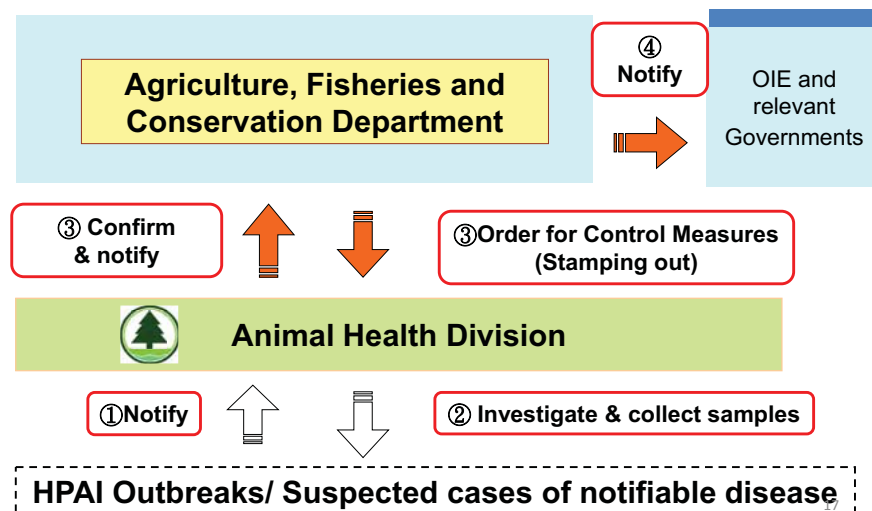 Agriculture, Fisheries and
Conservation Department
④
Notify
OIE and
relevant
Governments
③ Confirm
& notify
③Order for Control Measures
(Stamping out)
Animal Health Division
①Notify
② Investigate & collect samples
HPAI Outbreaks/ Suspected cases of notifiable disease
17